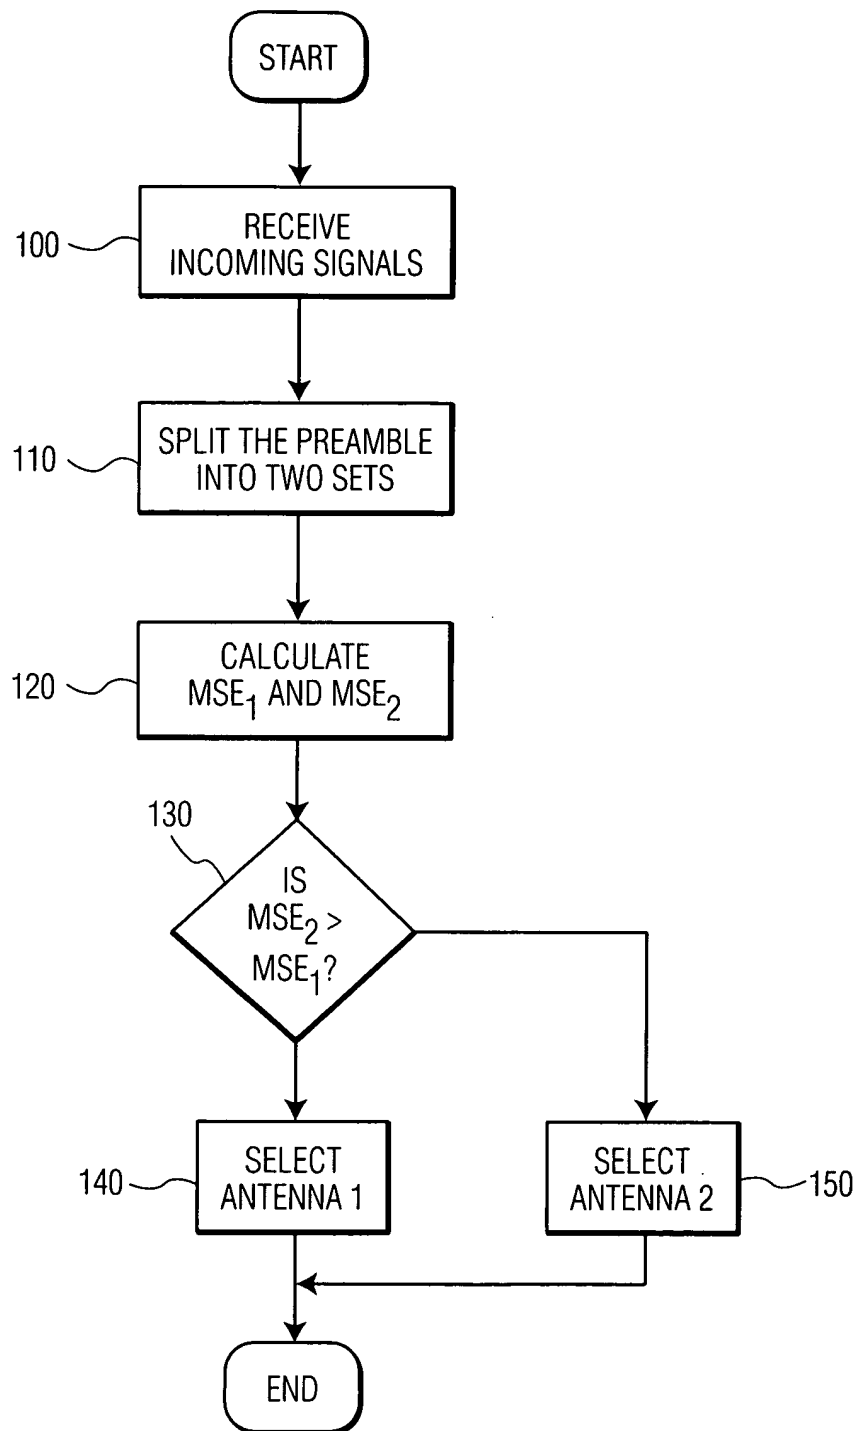 START
100
RECEIVE
INCOMING SIGNALS
110
SPLIT THE PREAMBLE
INTO TWO SETS
120
CALCULATE
MSE1 AND MSE2
130
IS
MSE2 >
MSE1?
140
SELECT
ANTENNA 1
SELECT
ANTENNA 2
150
END